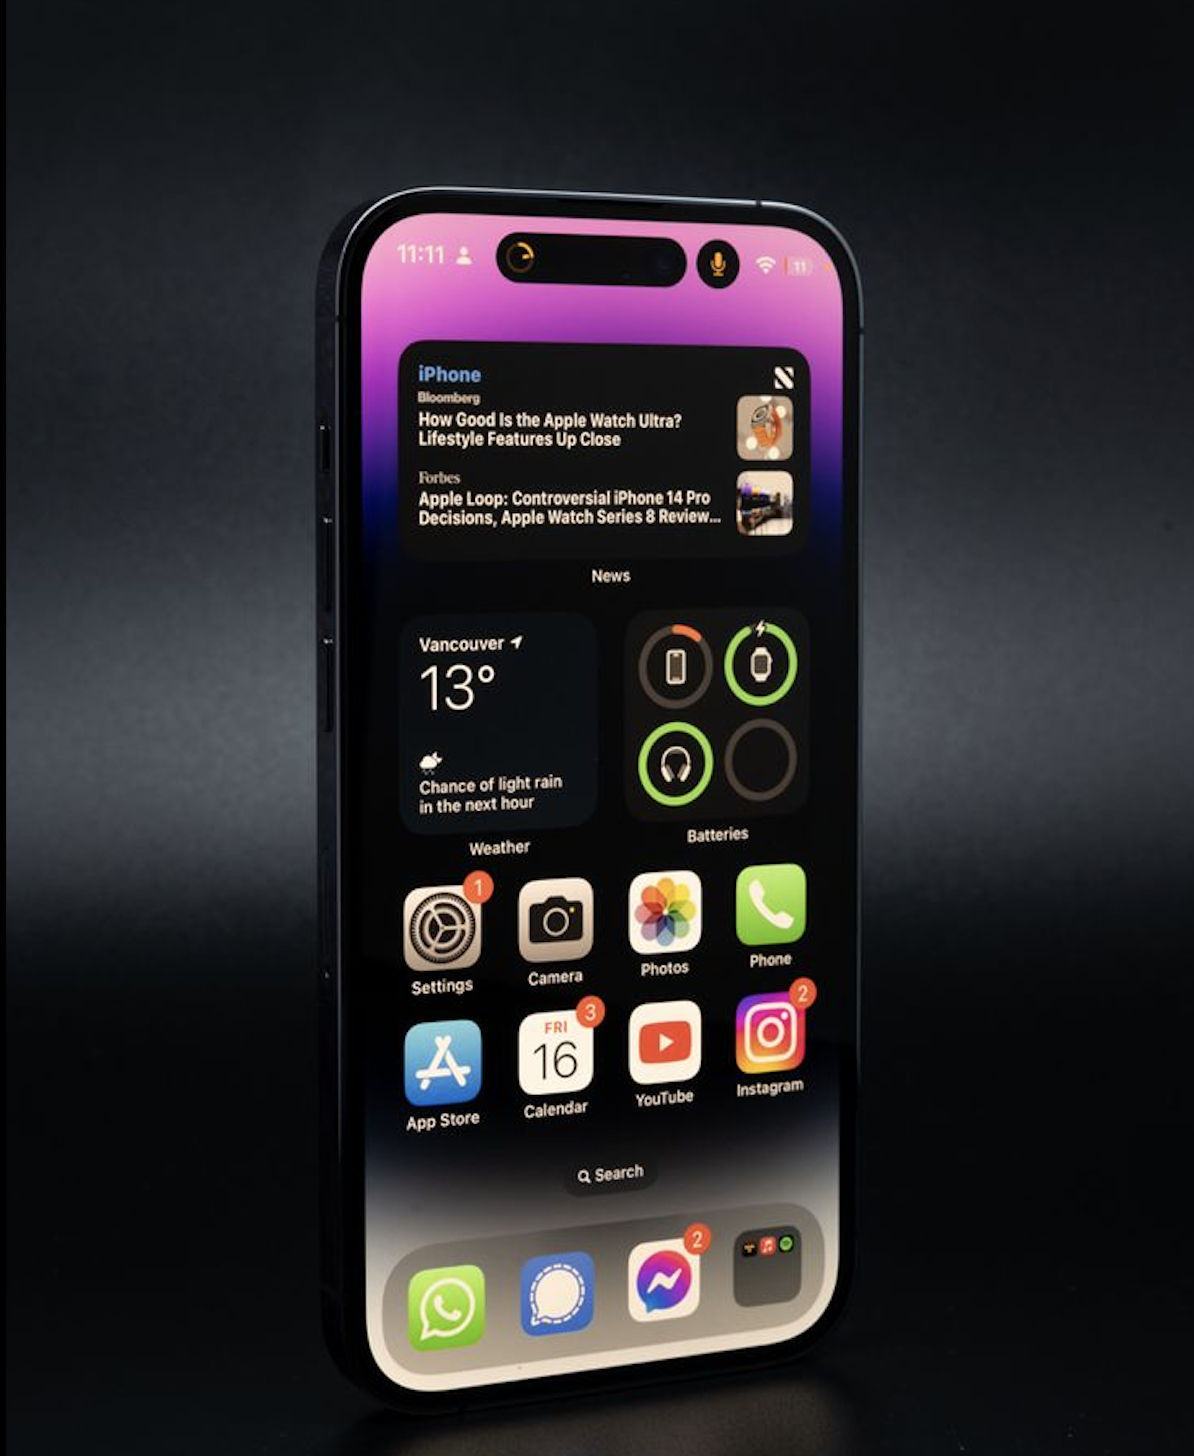 11:11
11
iPhone
Bloomberg
How Good Is the Apple Watch Ultra?
Lifestyle Features Up Close
Forbes
Apple Loop: Controversial iPhone 14 Pro
Decisions, Apple Watch Series 8 Review...
News
Vancouver
13°
Chance of light rain
in the next hour
Weather
Batteries
1
Settings
Camera
Photos
Phone
App Store
3
FRI
16
Calendar
YouTube
2
Instagram
Search
2